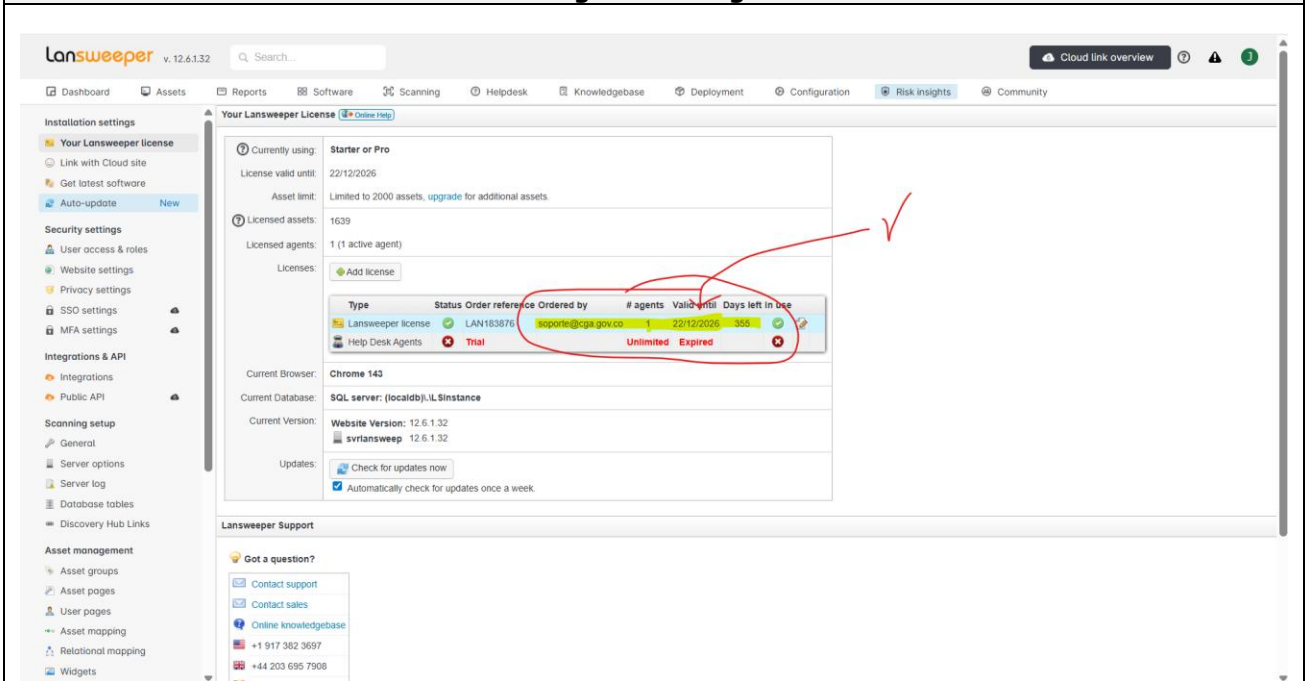 Lansweeper v. 12.6.1.32 Search... Cloud link overview J
Dashboard Assets Reports Software Scanning Helpdesk Knowledgebase Deployment Configuration Risk insights Community
Installation settings
Your Lansweeper license
Link with Cloud site
Get latest software
Auto-update New
Security settings
User access & roles
Website settings
Privacy settings
SSO settings
MFA settings
Integrations & API
Integrations
Public API
Scanning setup
General
Server options
Server log
Database tables
Discovery Hub Links
Asset management
Asset groups
Asset pages
User pages
Asset mapping
Relational mapping
Widgets
Your Lansweeper License Online Help
Currently using: Starter or Pro
License valid until: 22/12/2026
Asset limit: Limited to 2000 assets, upgrade for additional assets.
Licensed assets: 1639
Licensed agents: 1 (1 active agent)
Licenses: Add license
Type Status Order reference Ordered by # agents Valid until Days left In use
Lansweeper license LAN183876 soporte@cga.gov.co 1 22/12/2026 355
Help Desk Agents Trial Unlimited Expired
Current Browser: Chrome 143
Current Database: SQL server: (localdb)\.\LSInstance
Current Version: Website Version: 12.6.1.32
svrlansweep 12.6.1.32
Updates: Check for updates now
Automatically check for updates once a week.
Lansweeper Support
Got a question?
Contact support
Contact sales
Online knowledgebase
+1 917 382 3697
+44 203 695 7908